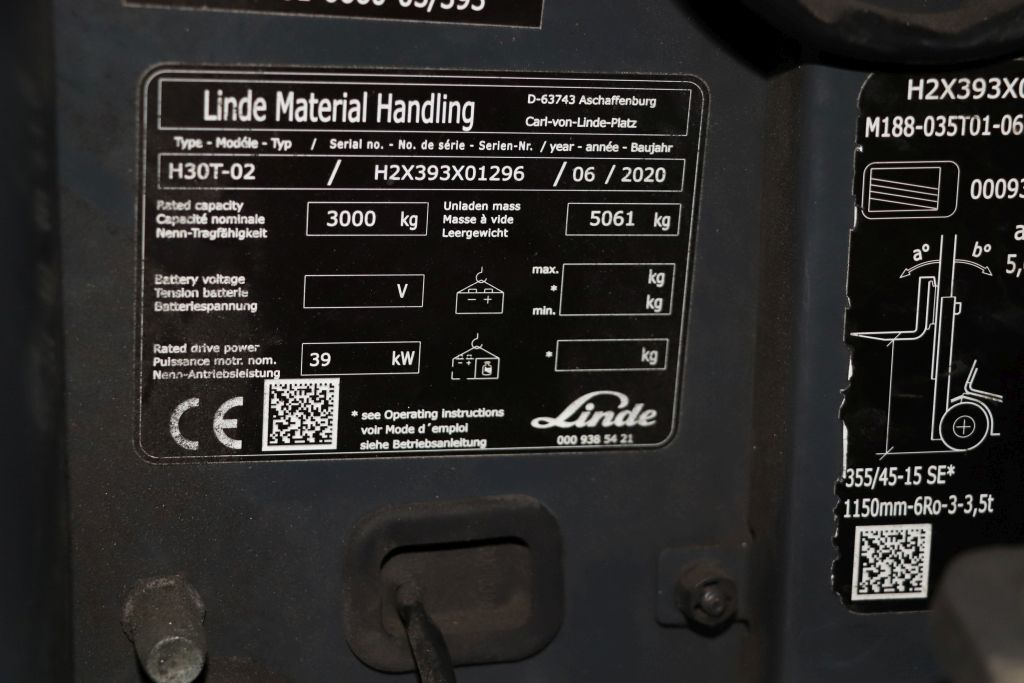 Linde Material Handling
D-63743 Aschaffenburg
Carl-von-Linde-Platz
Type - Modéle - Typ / Serial no. - No. de série - Serien-Nr. / year - année - Baujahr
H30T-02 / H2X393X01296 / 06 / 2020
Rated capacity
Capacité nominale
Nenn-Tragfähigkeit
3000 kg
Unladen mass
Masse à vide
Leergewicht
5061 kg
Battery voltage
Tension batterie
Batteriespannung
V
max.
*
min.
kg
kg
Rated drive power
Puissance motr. nom.
Nenn-Antriebsleistung
39 kW
* kg
CE
* see Operating instructions
voir Mode d´emploi
siehe Betriebsanleitung
Linde
000 938 54 21
H2X393X0
M188-035T01-06
00093
a° b°
5,
355/45-15 SE*
1150mm-6Ro-3-3,5t